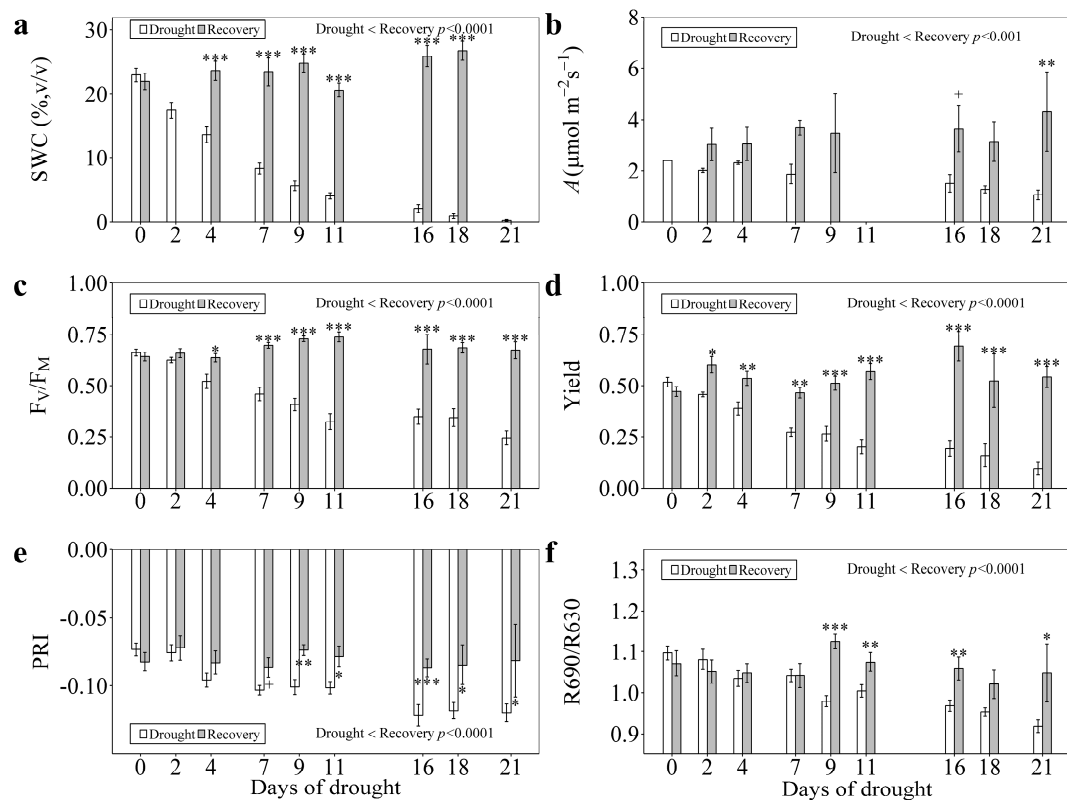 a
Drought Recovery
Drought < Recovery p<0.0001
SWC (%,v/v)
30
20
10
0
*** *** *** *** *** ***
0 2 4 7 9 11 16 18 21
b
Drought Recovery
Drought < Recovery p<0.001
A(μmol m−2s−1)
8
6
4
2
0
+ **
0 2 4 7 9 11 16 18 21
c
Drought Recovery
Drought < Recovery p<0.0001
FV/FM
1.00
0.75
0.50
0.25
0.00
* *** *** *** *** *** ***
0 2 4 7 9 11 16 18 21
d
Drought Recovery
Drought < Recovery p<0.0001
Yield
1.00
0.75
0.50
0.25
0.00
* ** ** *** *** *** *** ***
0 2 4 7 9 11 16 18 21
e
PRI
0.00
-0.05
-0.10
+ ** * *** * *
Drought Recovery
Drought < Recovery p<0.0001
0 2 4 7 9 11 16 18 21
Days of drought
f
Drought Recovery
Drought < Recovery p<0.0001
R690/R630
1.3
1.2
1.1
1.0
0.9
*** ** ** *
0 2 4 7 9 11 16 18 21
Days of drought